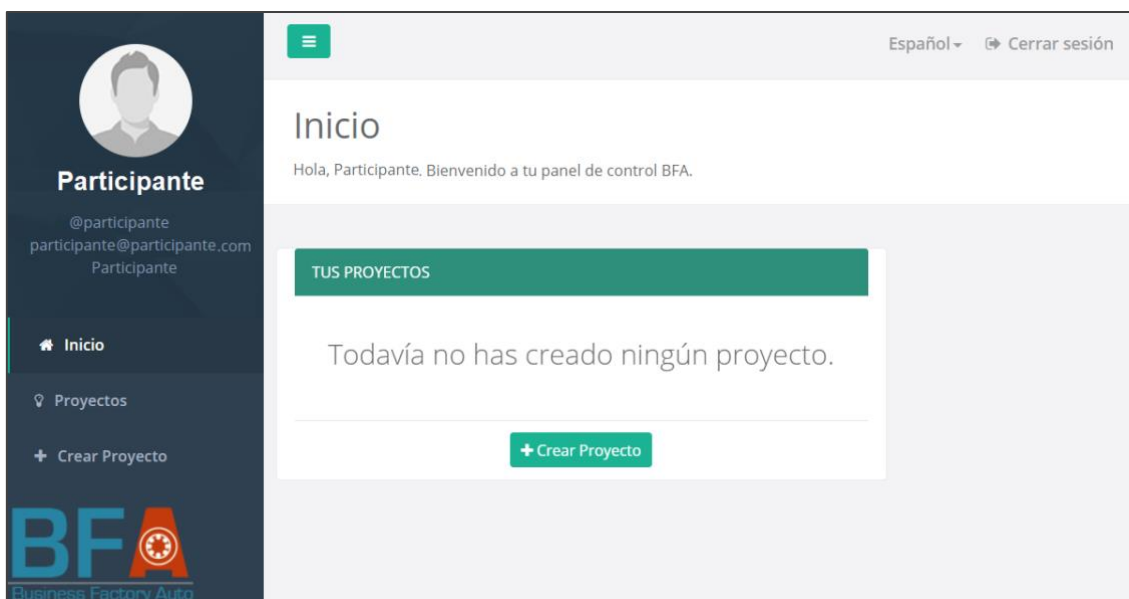 Participante
@participante
participante@participante.com
Participante
Inicio
Proyectos
Crear Proyecto
BFA
Business Factory Auto
Español
Cerrar sesión
Inicio
Hola, Participante. Bienvenido a tu panel de control BFA.
TUS PROYECTOS
Todavía no has creado ningún proyecto.
Crear Proyecto